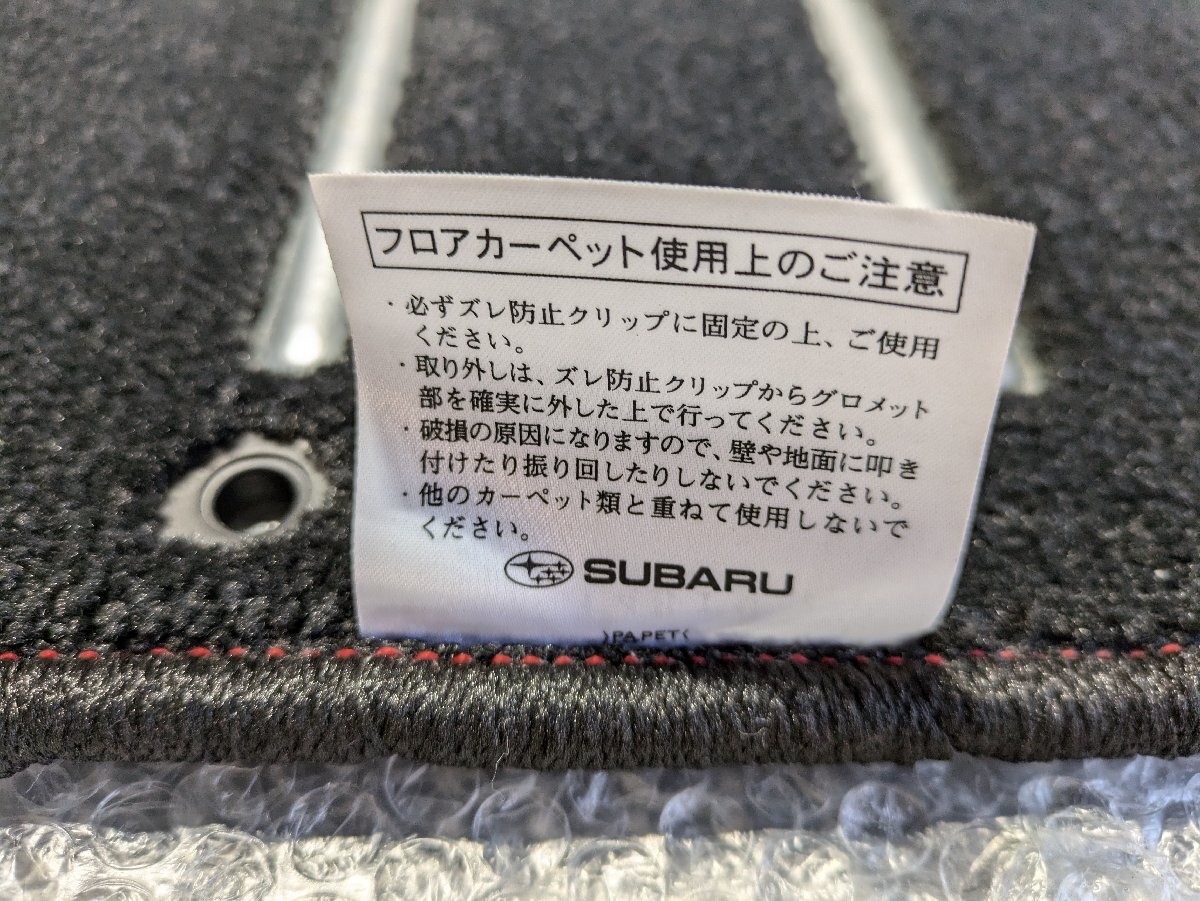 フロアカーペット使用上のご注意
・必ずズレ防止クリップに固定の上、ご使用
ください。
・取り外しは、ズレ防止クリップからグロメット
部を確実に外した上で行ってください。
・破損の原因になりますので、壁や地面に叩き
付けたり振り回したりしないでください。
・他のカーペット類と重ねて使用しないで
ください。
SUBARU
〉PA PET〈